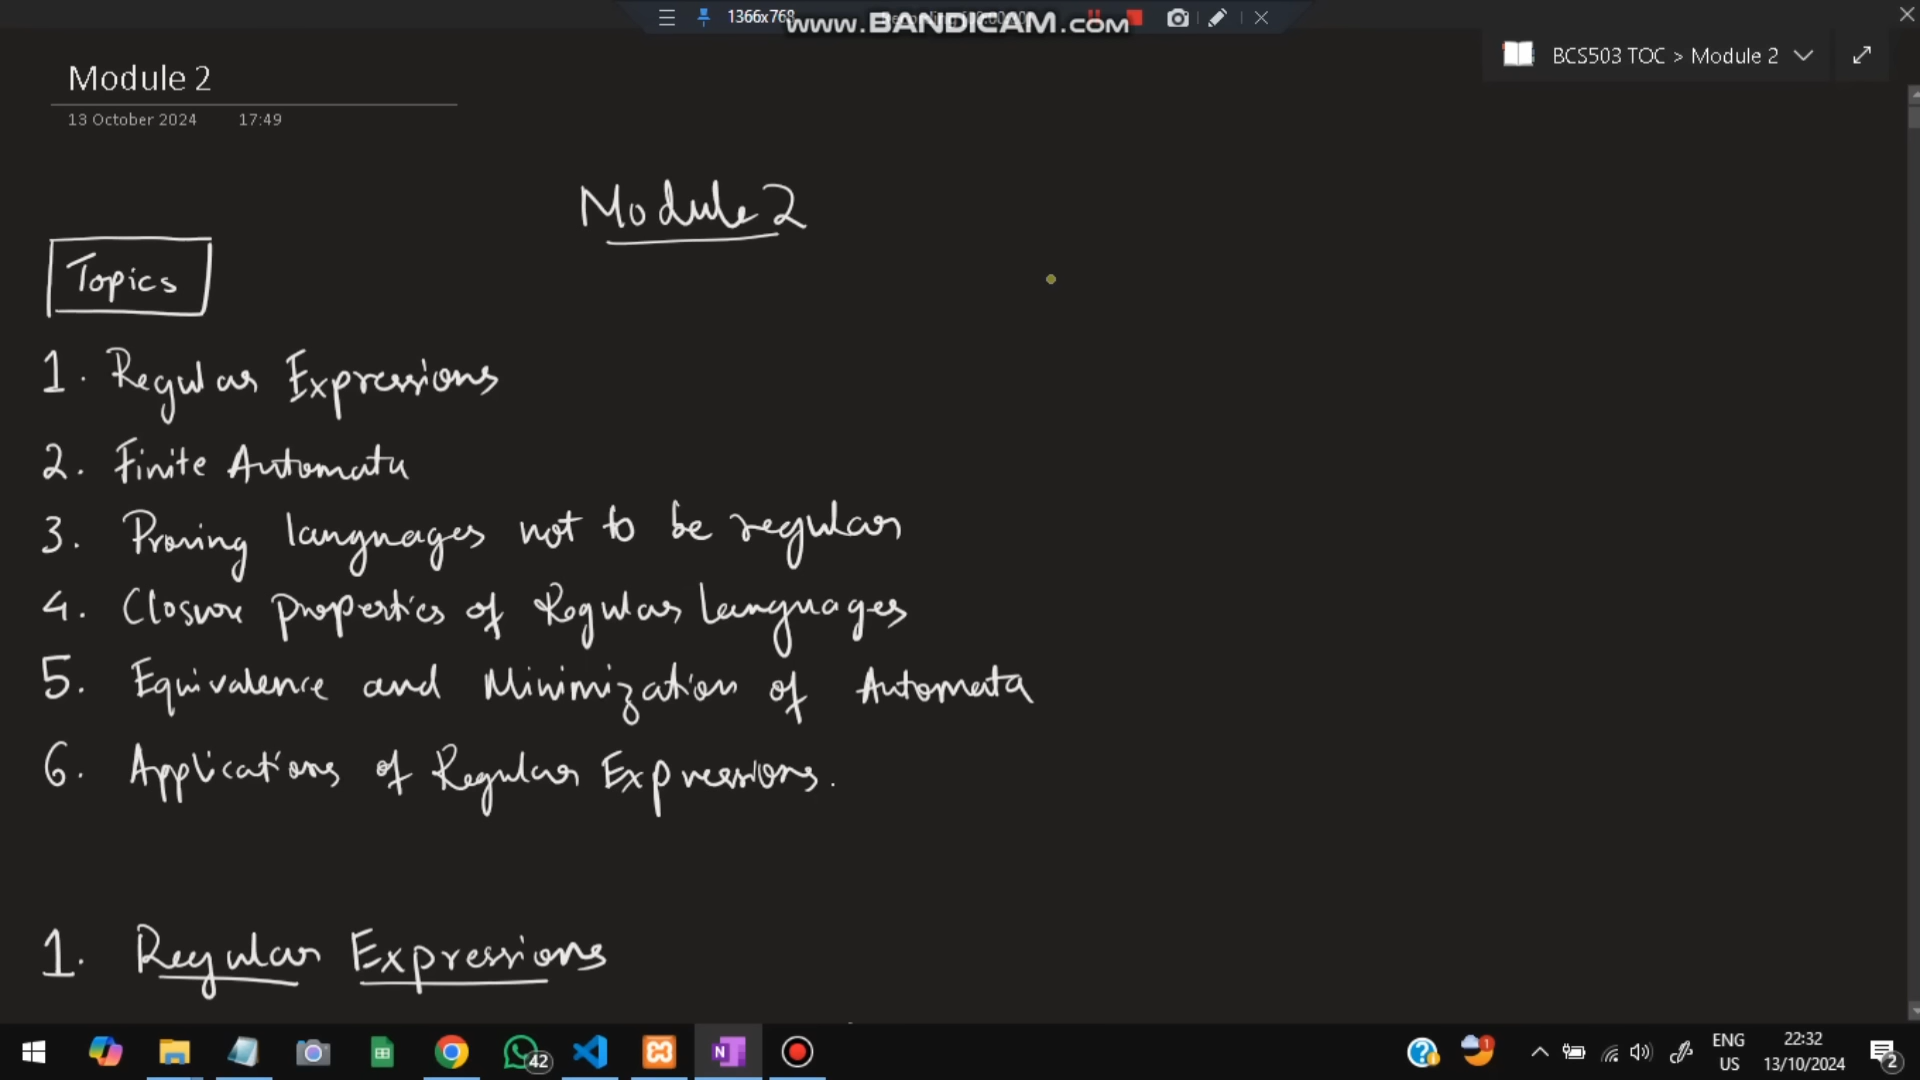 1366x768
www.BANDICAM.com
BCS503 TOC > Module 2
Module 2
13 October 2024 17:49
Module 2
Topics
1. Regular Expressions
2. Finite Automata
3. Proving languages not to be regular
4. Closure properties of Regular Languages
5. Equivalence and Minimization of Automata
6. Applications of Regular Expressions.
1. Regular Expressions
42
1
ENG
US
22:32
13/10/2024
2